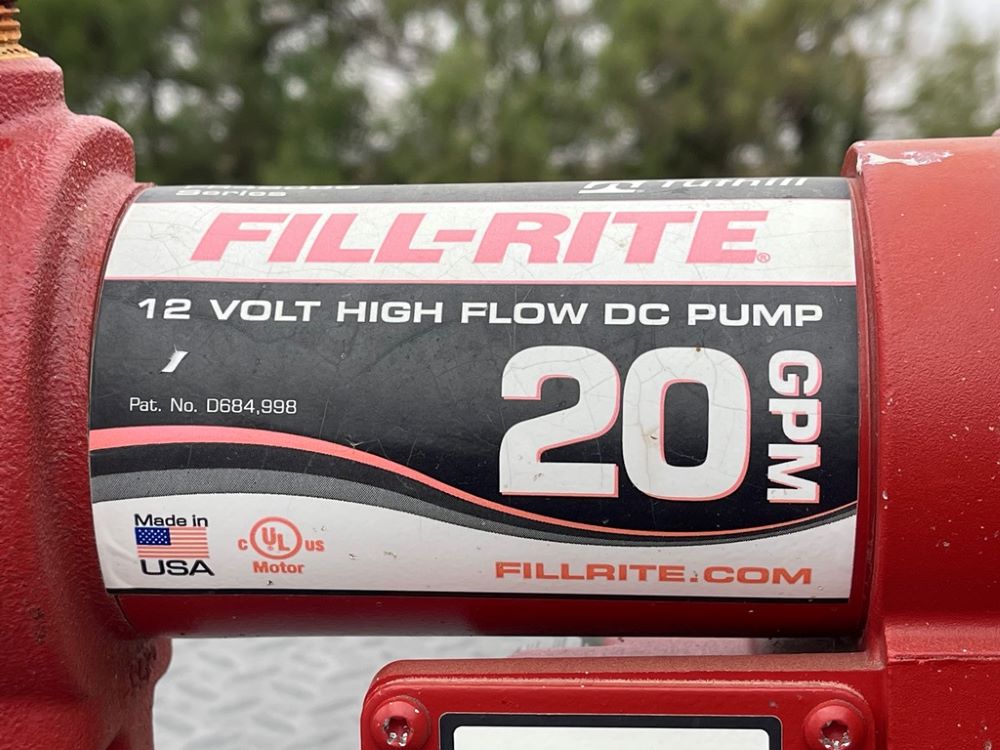 Series
FILL-RITE®
12 VOLT HIGH FLOW DC PUMP
20 GPM
Pat. No. D684,998
Made in
USA
C UL US
Motor
FILLRITE.COM